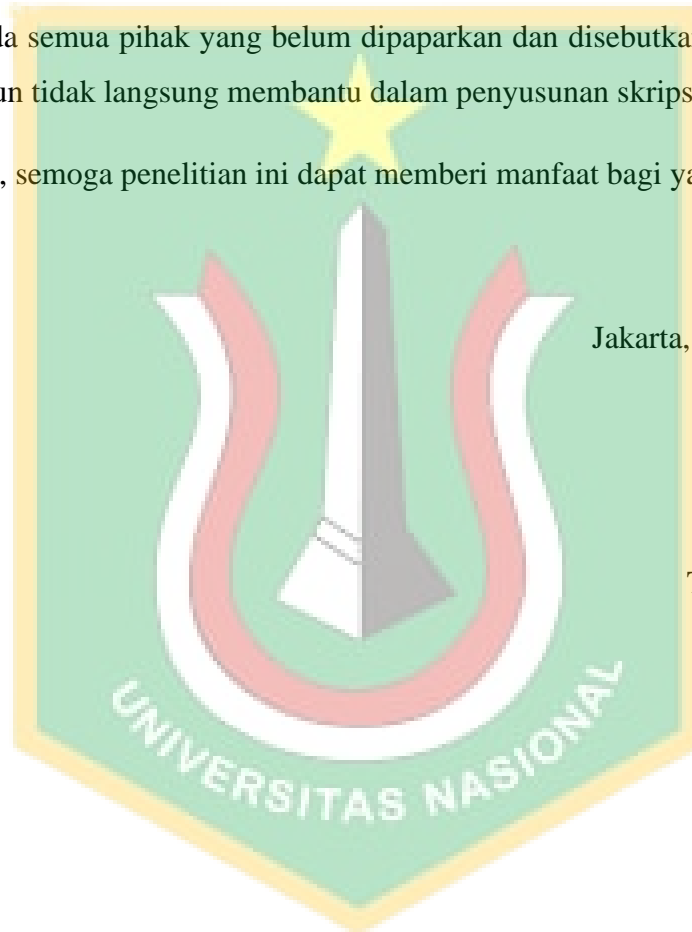 da semua pihak yang belum dipaparkan dan disebutka
un tidak langsung membantu dalam penyusunan skrips
, semoga penelitian ini dapat memberi manfaat bagi ya
Jakarta,
UNIVERSITAS NASIONAL